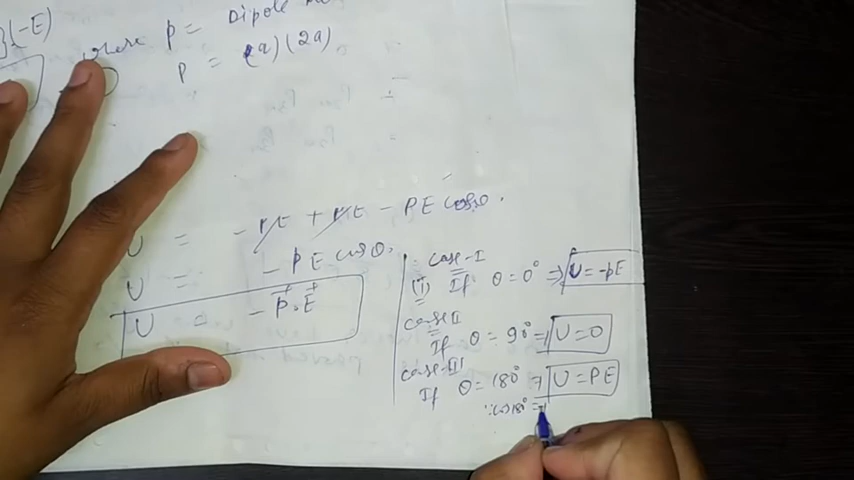 }(-E)
where P = Dipole
P = (q)(2a)
U = -PE + PE - PE cosθ.
U = - PE cosθ.
U = - P⃗.E⃗
Case-I
(i) If θ=0° ⇒ U = -PE
Case II
If θ = 90° ⇒ U=0
Case-III
If θ = 180° ⇒ U = PE
∵ cos180° = -1